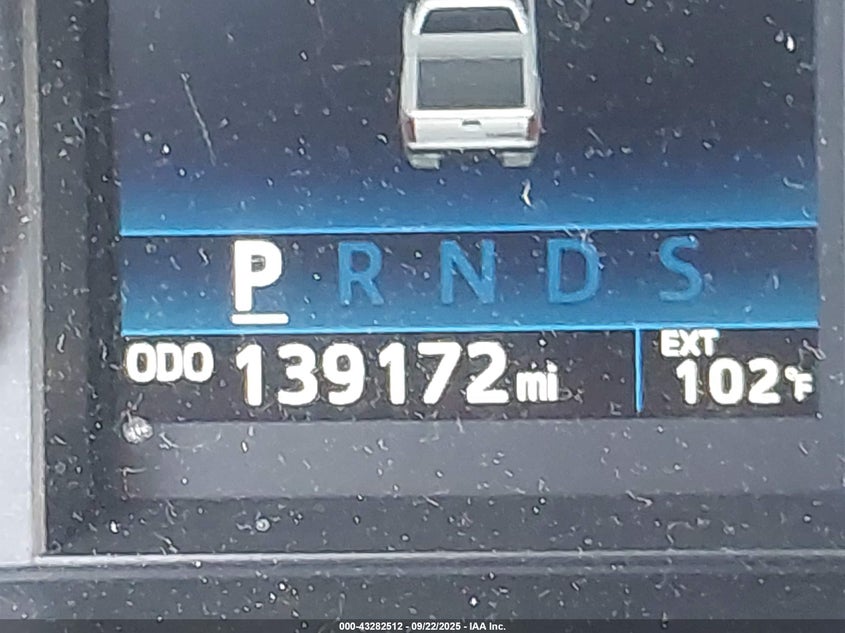 P R N D S
ODO 139172 mi
EXT
102°F
000-43282512 - 09/22/2025 - IAA Inc.